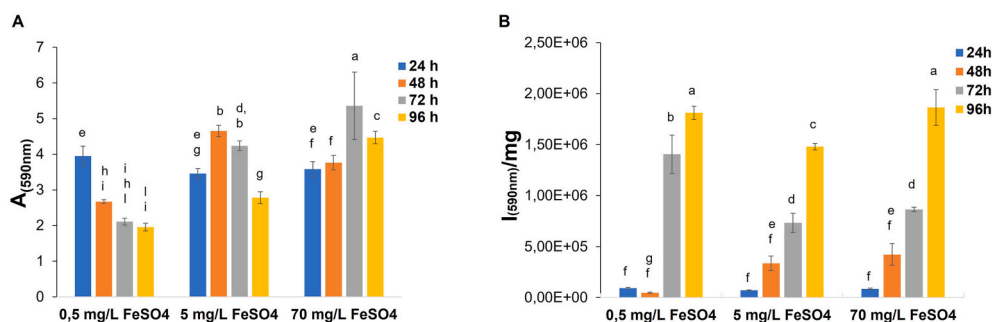 A
A(590nm)
7
6
5
4
3
2
1
0
24 h
48 h
72 h
96 h
e
h
i
i
h
l
l
i
e
g
b
d,
b
g
e
f
f
a
c
0,5 mg/L FeSO4 5 mg/L FeSO4 70 mg/L FeSO4
B
I(590nm)/mg
2,50E+06
2,00E+06
1,50E+06
1,00E+06
5,00E+05
0,00E+00
24h
48h
72h
96h
f
g
f
b
a
f
e
f
d
c
f
e
f
d
a
0,5 mg/L FeSO4 5 mg/L FeSO4 70 mg/L FeSO4